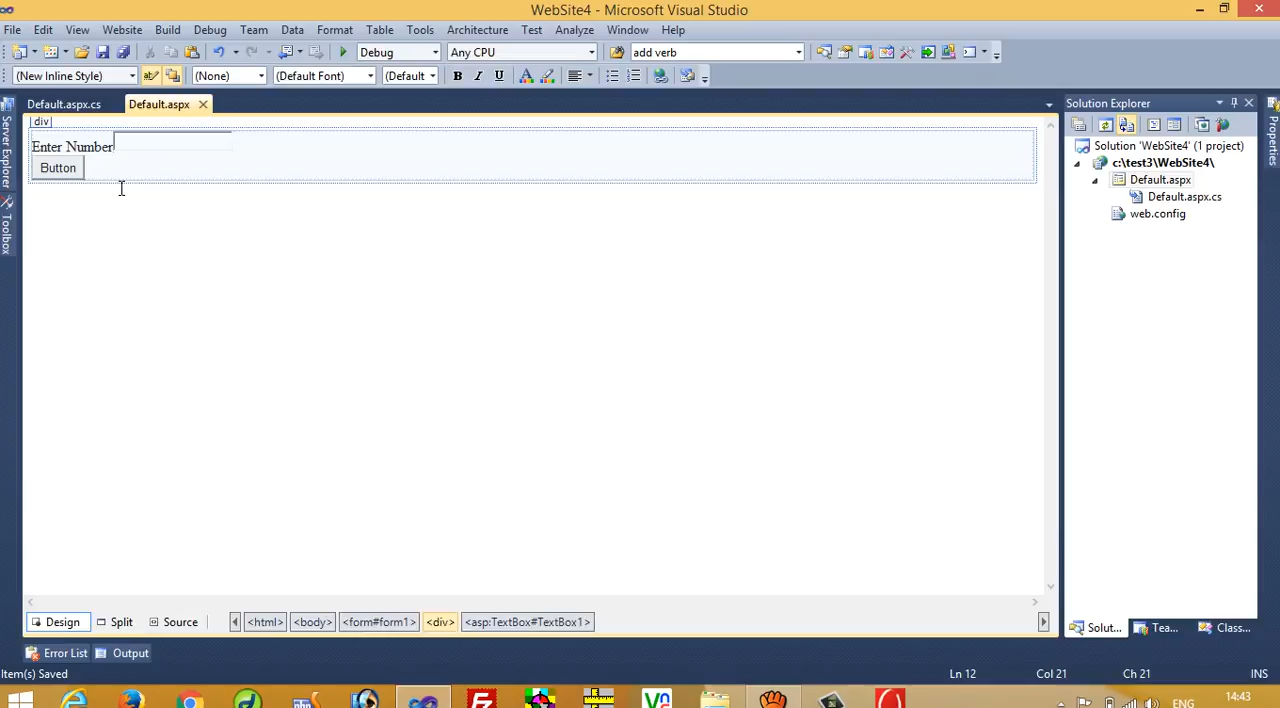 WebSite4 - Microsoft Visual Studio
File Edit View Website Build Debug Team Data Format Table Tools Architecture Test Analyze Window Help
Debug Any CPU add verb
(New Inline Style) (None) (Default Font) (Default B I U A
Default.aspx.cs Default.aspx
Solution Explorer
div
Enter Number
Button
Solution 'WebSite4' (1 project)
c:\test3\WebSite4\
Default.aspx
Default.aspx.cs
web.config
Server Explorer
Toolbox
Properties
Design Split Source <html> <body> <form#form1> <div> <asp:TextBox#TextBox1>
Solut... Tea... Class...
Error List Output
Item(s) Saved Ln 12 Col 21 Ch 21 INS
ENG 14:43